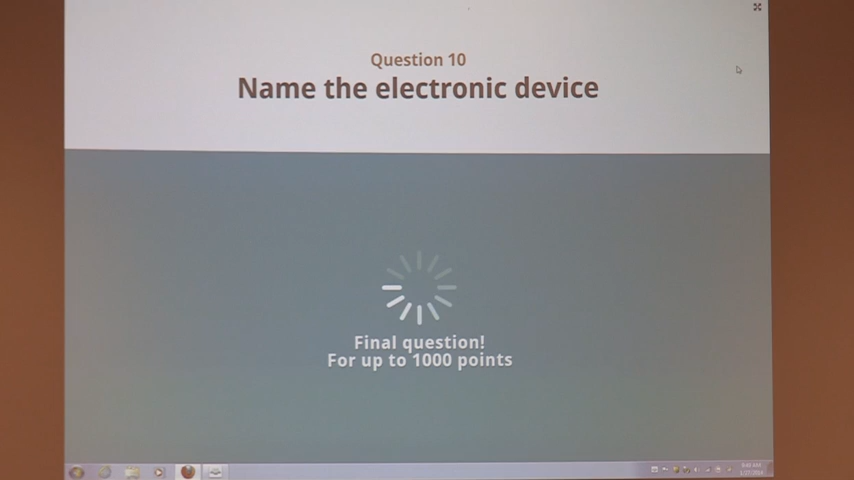 Question 10
Name the electronic device
Final question!
For up to 1000 points